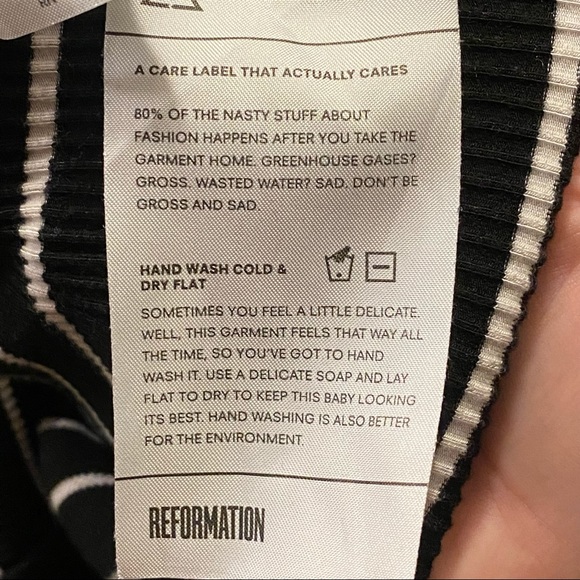 A CARE LABEL THAT ACTUALLY CARES
80% OF THE NASTY STUFF ABOUT
FASHION HAPPENS AFTER YOU TAKE THE
GARMENT HOME. GREENHOUSE GASES?
GROSS. WASTED WATER? SAD. DON'T BE
GROSS AND SAD.
HAND WASH COLD &
DRY FLAT
SOMETIMES YOU FEEL A LITTLE DELICATE.
WELL, THIS GARMENT FEELS THAT WAY ALL
THE TIME, SO YOU'VE GOT TO HAND
WASH IT. USE A DELICATE SOAP AND LAY
FLAT TO DRY TO KEEP THIS BABY LOOKING
ITS BEST. HAND WASHING IS ALSO BETTER
FOR THE ENVIRONMENT.
REFORMATION